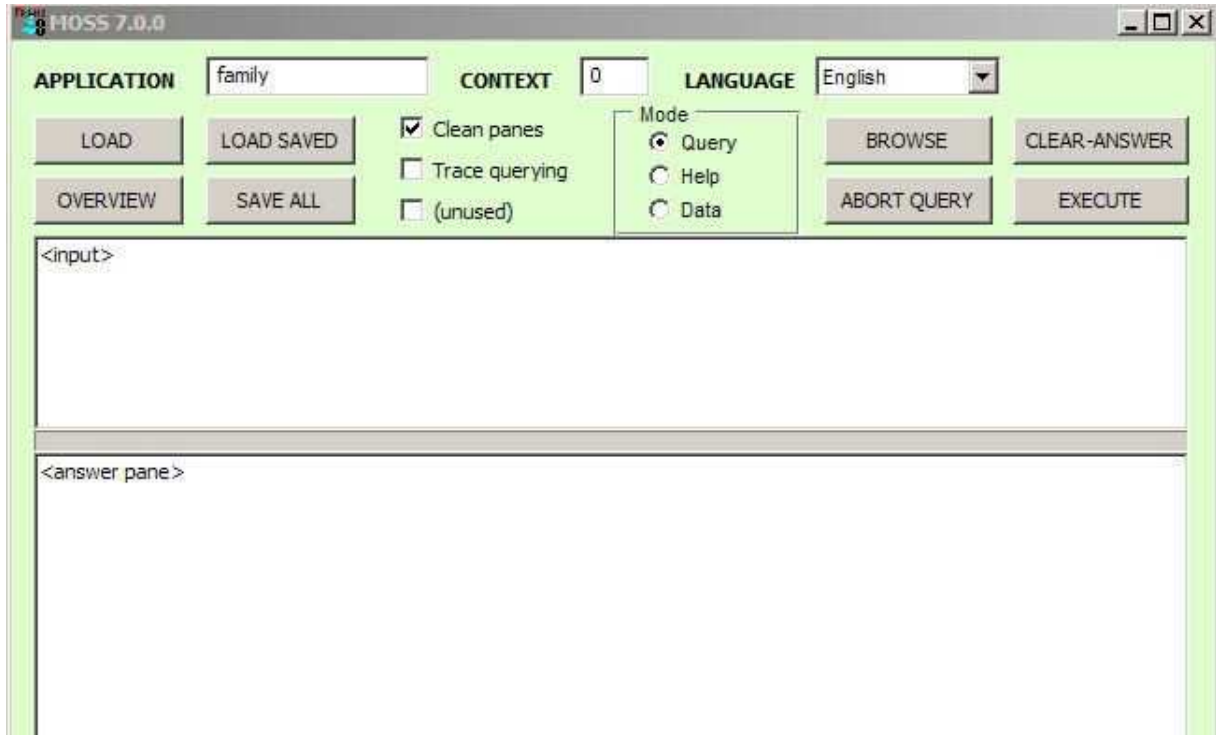 MOSS 7.0.0
APPLICATION family CONTEXT 0 LANGUAGE English
Mode
LOAD LOAD SAVED Clean panes Query BROWSE CLEAR-ANSWER
Trace querying Help
OVERVIEW SAVE ALL (unused) Data ABORT QUERY EXECUTE
<input>
<answer pane>